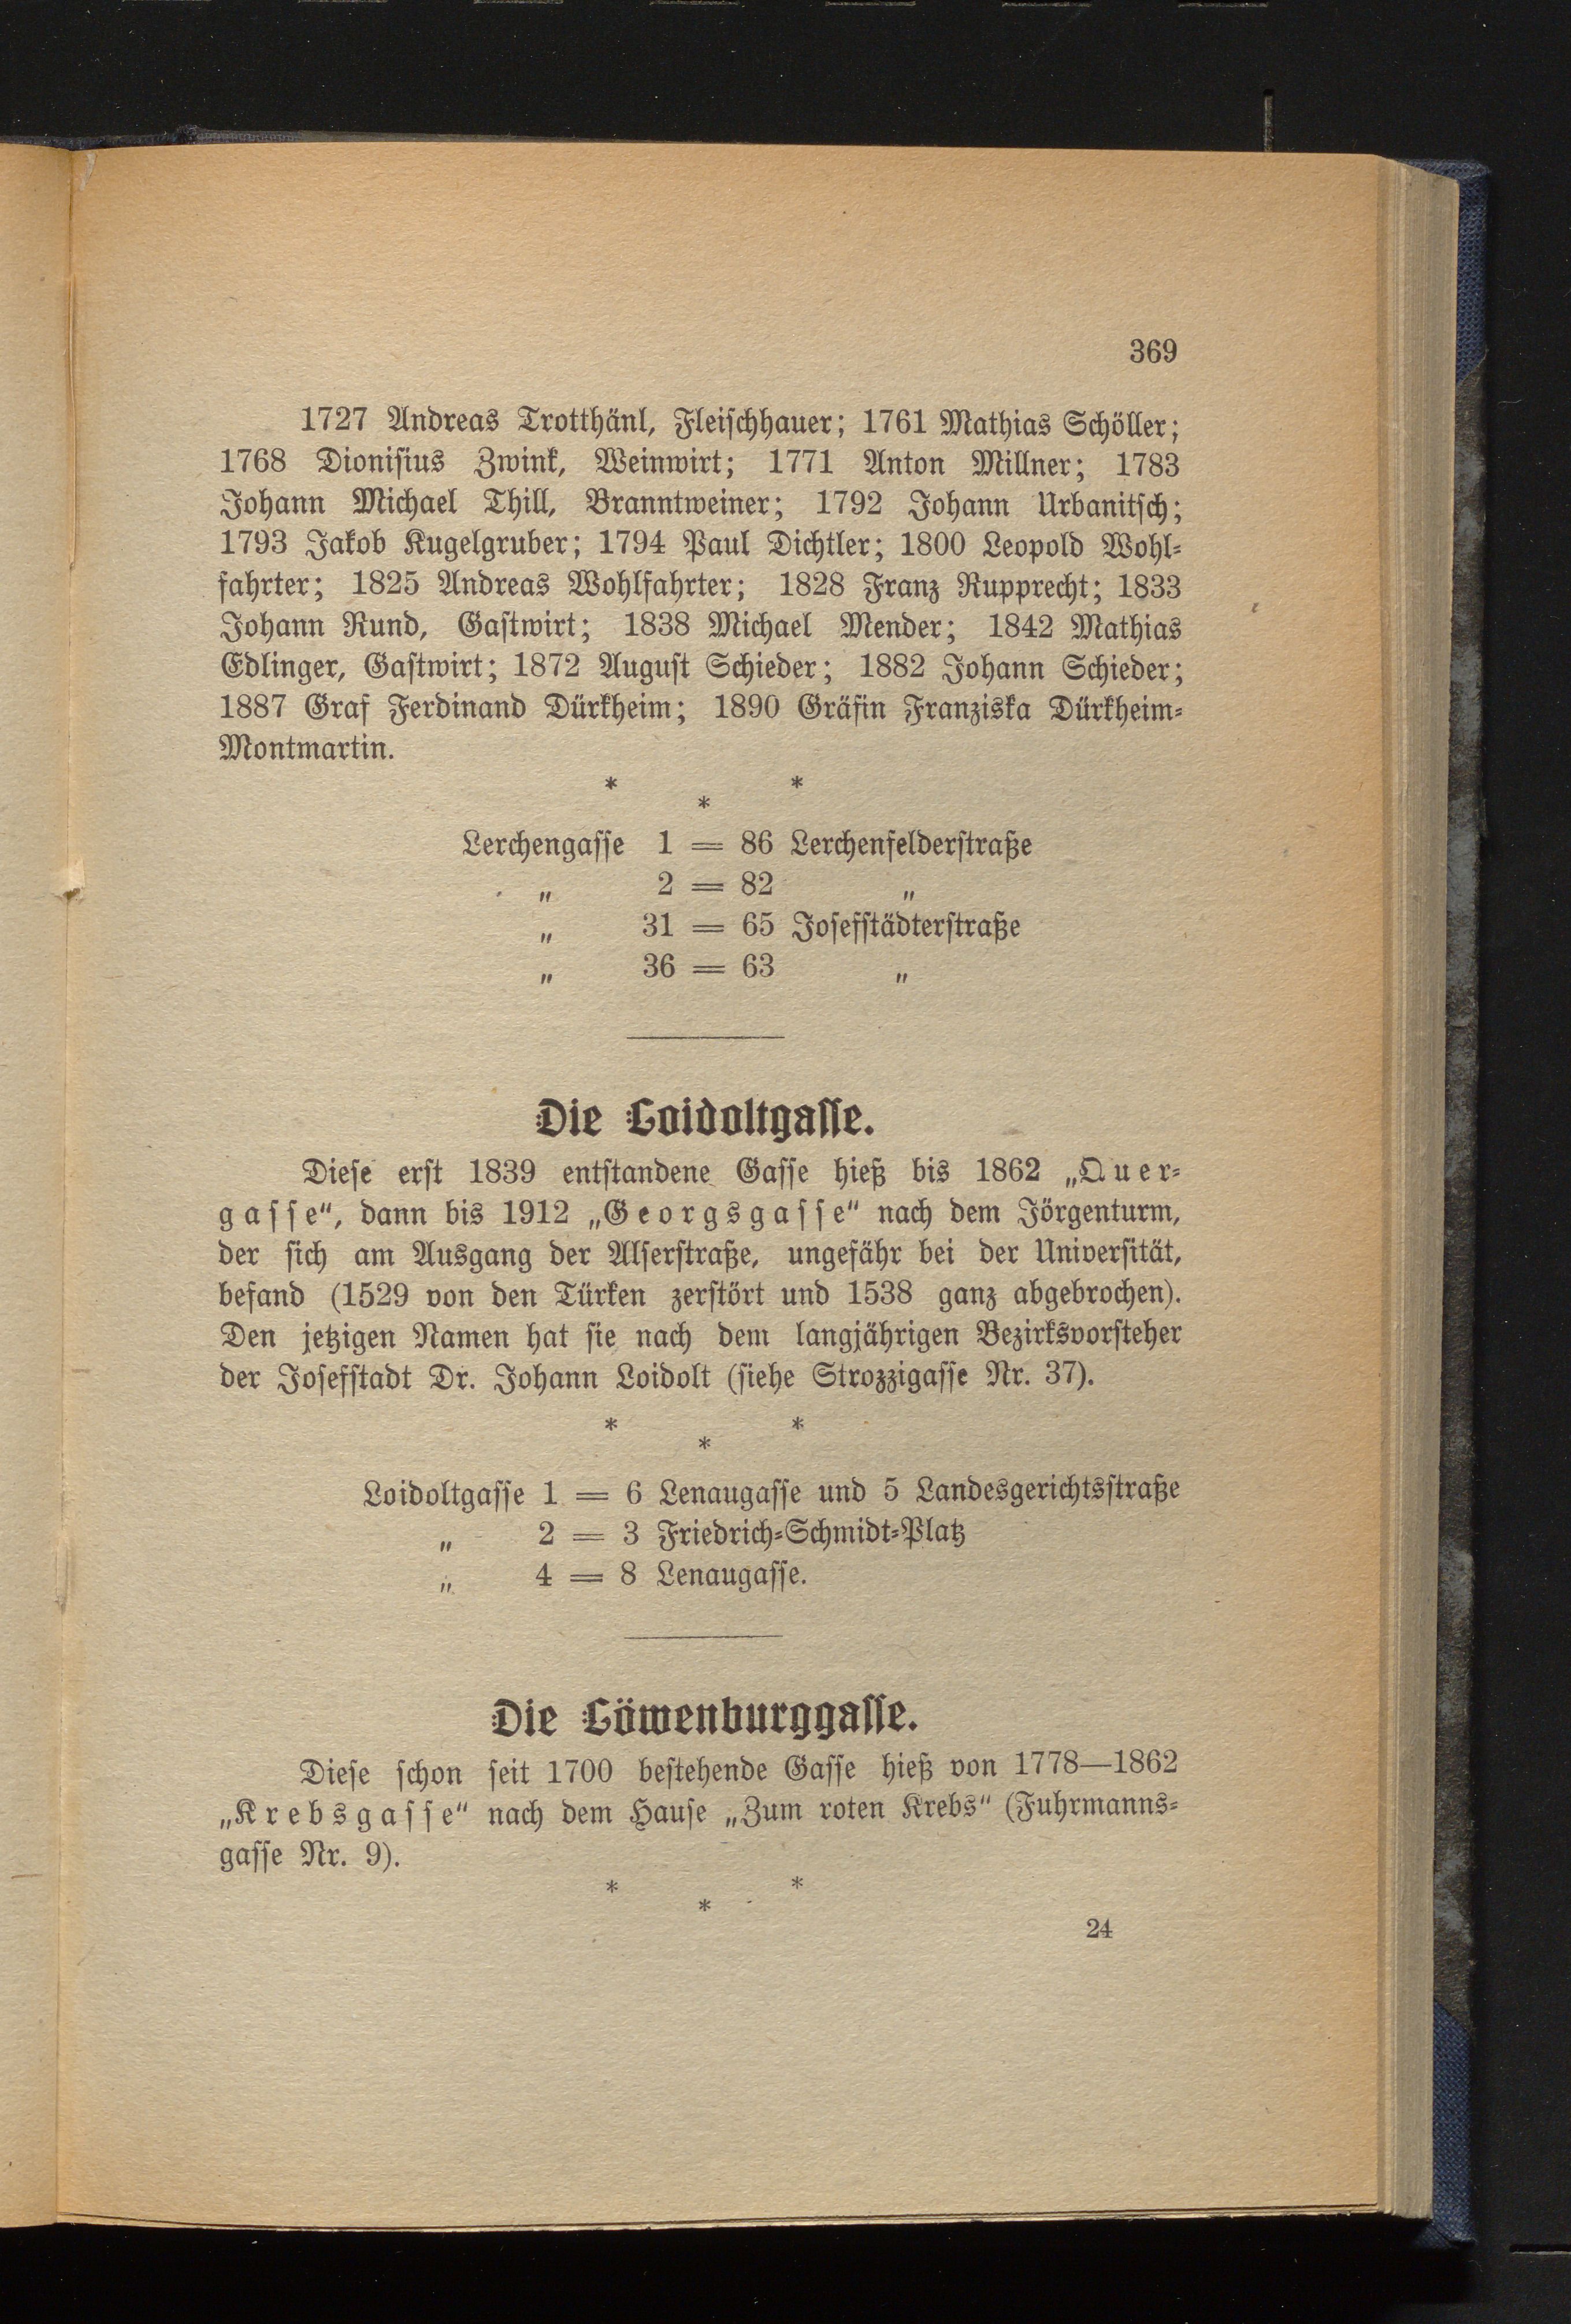 369
1727 Andreas Trotthänl, Fleischhauer; 1761 Mathias Schöller;
1768 Dionisius Zwink, Weinwirt; 1771 Anton Millner; 1783
Johann Michael Thill, Branntweiner; 1792 Johann Urbanitsch;
1793 Jakob Kugelgruber; 1794 Paul Dichtler; 1800 Leopold Wohl-
fahrter; 1825 Andreas Wohlfahrter; 1828 Franz Rupprecht; 1833
Johann Rund, Gastwirt; 1838 Michael Mender; 1842 Mathias
Edlinger, Gastwirt; 1872 August Schieder; 1882 Johann Schieder;
1887 Graf Ferdinand Dürkheim; 1890 Gräfin Franziska Dürkheim-
Montmartin.
* * *
Lerchengasse 1 = 86 Lerchenfelderstraße
„ 2 = 82 „
„ 31 = 65 Josefstädterstraße
„ 36 = 63 „
Die Loidoltgasse.
Diese erst 1839 entstandene Gasse hieß bis 1862 „Quer-
gasse“, dann bis 1912 „Georgsgasse“ nach dem Jörgenturm,
der sich am Ausgang der Alserstraße, ungefähr bei der Universität,
befand (1529 von den Türken zerstört und 1538 ganz abgebrochen).
Den jetzigen Namen hat sie nach dem langjährigen Bezirksvorsteher
der Josefstadt Dr. Johann Loidolt (siehe Strozzigasse Nr. 37).
* * *
Loidoltgasse 1 = 6 Lenaugasse und 5 Landesgerichtsstraße
„ 2 = 3 Friedrich-Schmidt-Platz
„ 4 = 8 Lenaugasse.
Die Löwenburggasse.
Diese schon seit 1700 bestehende Gasse hieß von 1778—1862
„Krebsgasse“ nach dem Hause „Zum roten Krebs“ (Fuhrmanns-
gasse Nr. 9).
* * *
24